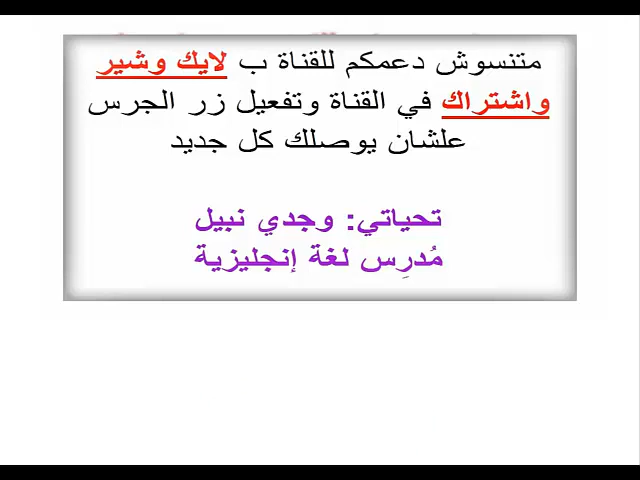 متنسوش دعمكم للقناة ب لايك وشير
واشتراك في القناة وتفعيل زر الجرس
علشان يوصلك كل جديد
تحياتي: وجدي نبيل
مُدرِس لغة إنجليزية